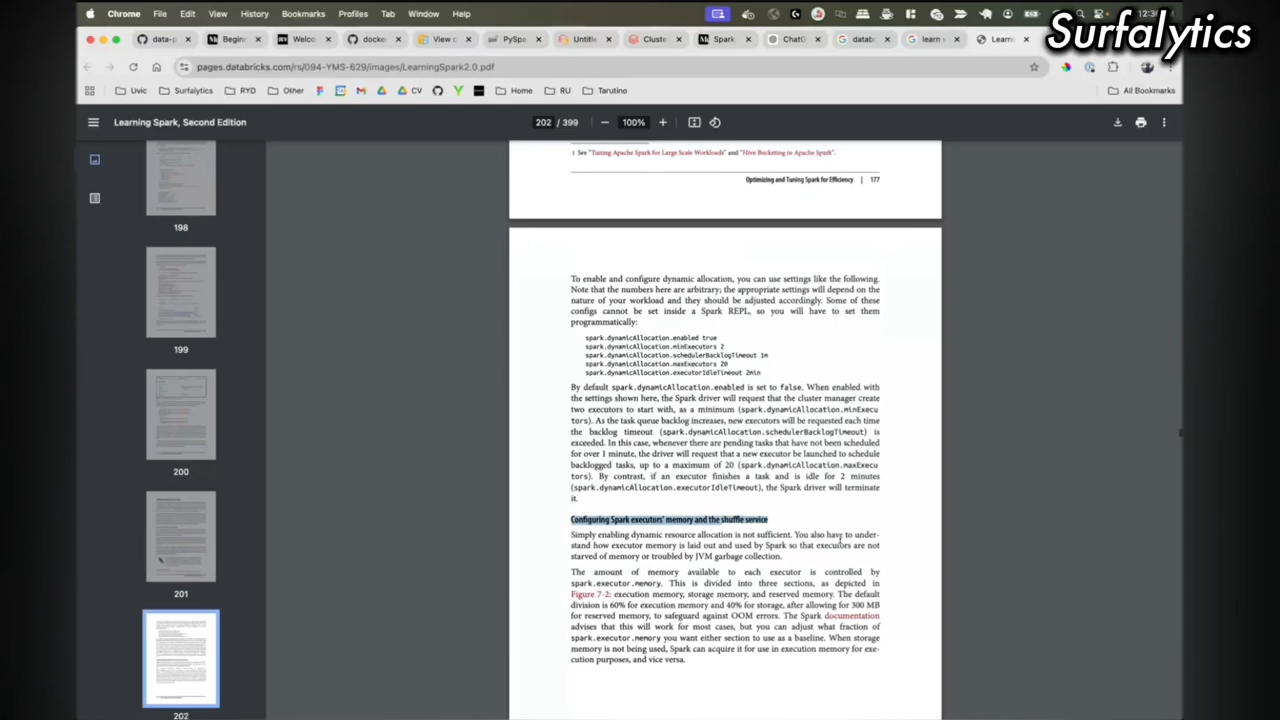 Chrome File Edit View History Bookmarks Profiles Tab Window Help
Surfalytics
data-p Begin Welco docke View c PySpa Untitle Cluste Spark ChatG datab learn s Learni
pages.databricks.com/rs/094-YMS-629/images/LearningSpark2.0.pdf
Uvic Surfalytics RYD Other CV Home RU Tarutino All Bookmarks
Learning Spark, Second Edition 202 / 399 100%
198
199
200
201
202
1 See "Tuning Apache Spark for Large Scale Workloads" and "Hive Bucketing in Apache Spark".
Optimizing and Tuning Spark for Efficiency | 177
To enable and configure dynamic allocation, you can use settings like the following.
Note that the numbers here are arbitrary; the appropriate settings will depend on the
nature of your workload and they should be adjusted accordingly. Some of these
configs cannot be set inside a Spark REPL, so you will have to set them
programmatically:
spark.dynamicAllocation.enabled true
spark.dynamicAllocation.minExecutors 2
spark.dynamicAllocation.schedulerBacklogTimeout 1m
spark.dynamicAllocation.maxExecutors 20
spark.dynamicAllocation.executorIdleTimeout 2min
By default spark.dynamicAllocation.enabled is set to false. When enabled with
the settings shown here, the Spark driver will request that the cluster manager create
two executors to start with, as a minimum (spark.dynamicAllocation.minExecu
tors). As the task queue backlog increases, new executors will be requested each time
the backlog timeout (spark.dynamicAllocation.schedulerBacklogTimeout) is
exceeded. In this case, whenever there are pending tasks that have not been scheduled
for over 1 minute, the driver will request that a new executor be launched to schedule
backlogged tasks, up to a maximum of 20 (spark.dynamicAllocation.maxExecu
tors). By contrast, if an executor finishes a task and is idle for 2 minutes
(spark.dynamicAllocation.executorIdleTimeout), the Spark driver will terminate
it.
Configuring Spark executors' memory and the shuffle service
Simply enabling dynamic resource allocation is not sufficient. You also have to under-
stand how executor memory is laid out and used by Spark so that executors are not
starved of memory or troubled by JVM garbage collection.
The amount of memory available to each executor is controlled by
spark.executor.memory. This is divided into three sections, as depicted in
Figure 7-2: execution memory, storage memory, and reserved memory. The default
division is 60% for execution memory and 40% for storage, after allowing for 300 MB
for reserved memory, to safeguard against OOM errors. The Spark documentation
advises that this will work for most cases, but you can adjust what fraction of
spark.executor.memory you want either section to use as a baseline. When storage
memory is not being used, Spark can acquire it for use in execution memory for exe-
cution purposes, and vice versa.